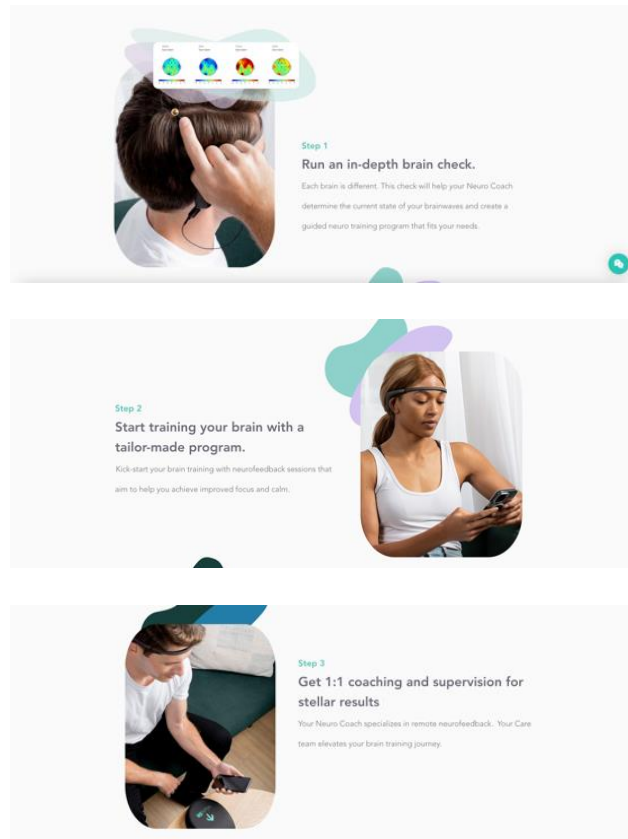 Step 1
Run an in-depth brain check.
Each brain is different. This check will help your Neuro Coach
determine the current state of your brainwaves and create a
guided neuro training program that fits your needs.
Step 2
Start training your brain with a
tailor-made program.
Kick-start your brain training with neurofeedback sessions that
aim to help you achieve improved focus and calm.
Step 3
Get 1:1 coaching and supervision for
stellar results
Your Neuro Coach specializes in remote neurofeedback. Your Care
team elevates your brain training journey.